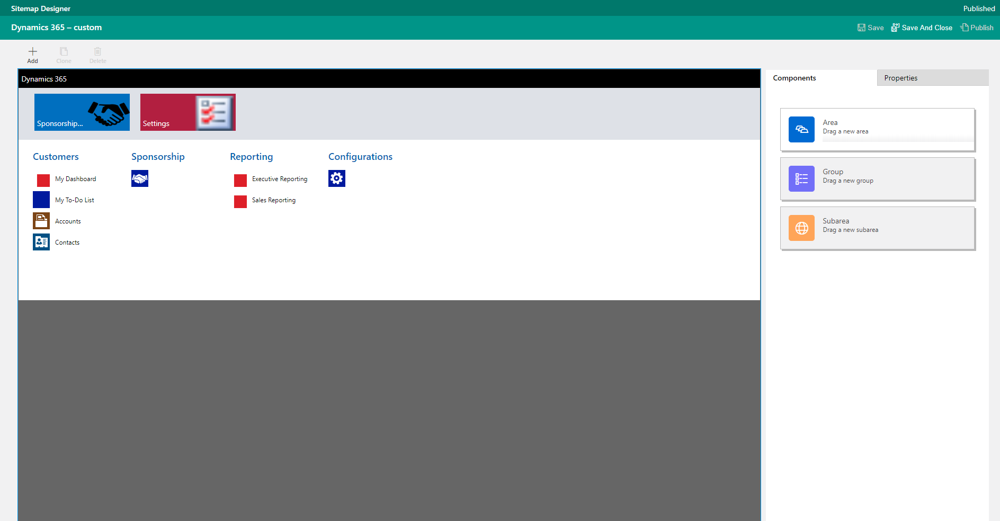 Sitemap Designer
Published
Dynamics 365 – custom
Save
Save And Close
Publish
Add
Clone
Delete
Dynamics 365
Components
Properties
Sponsorship...
Settings
Area
Drag a new area
Customers
Sponsorship
Reporting
Configurations
Group
Drag a new group
My Dashboard
Executive Reporting
My To-Do List
Sales Reporting
Accounts
Subarea
Drag a new subarea
Contacts